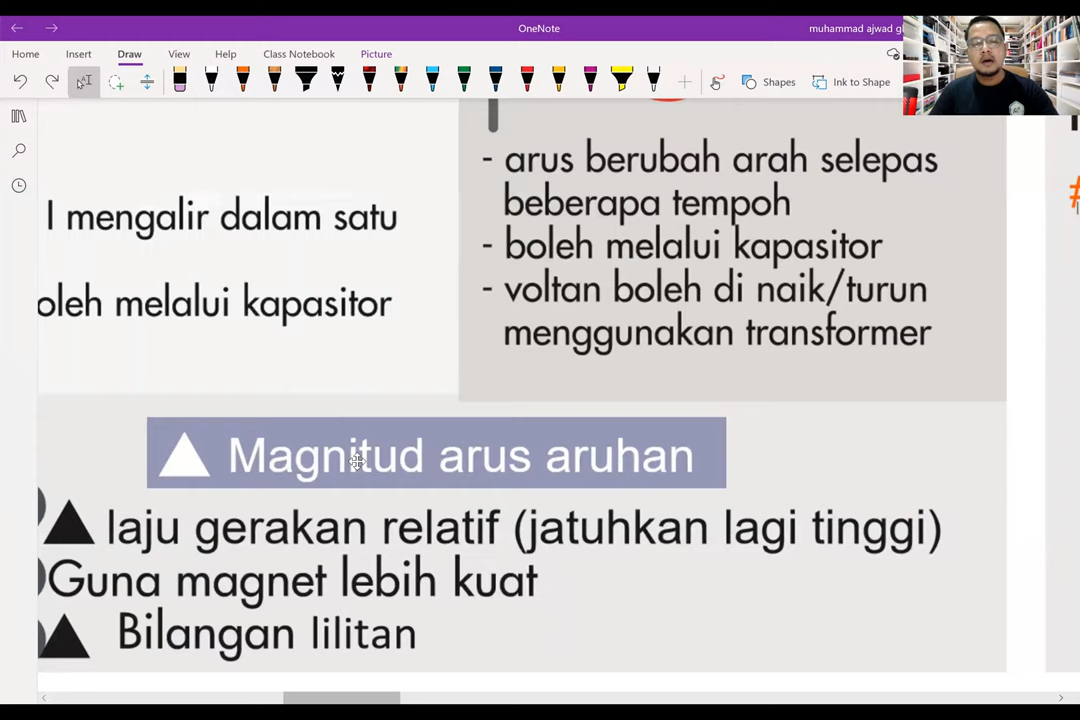 OneNote
muhammad ajwad
Home Insert Draw View Help Class Notebook Picture
Shapes Ink to Shape
- arus berubah arah selepas
beberapa tempoh
- boleh melalui kapasitor
- voltan boleh di naik/turun
menggunakan transformer
I mengalir dalam satu
oleh melalui kapasitor
▲ Magnitud arus aruhan
▲ laju gerakan relatif (jatuhkan lagi tinggi)
Guna magnet lebih kuat
▲ Bilangan lilitan